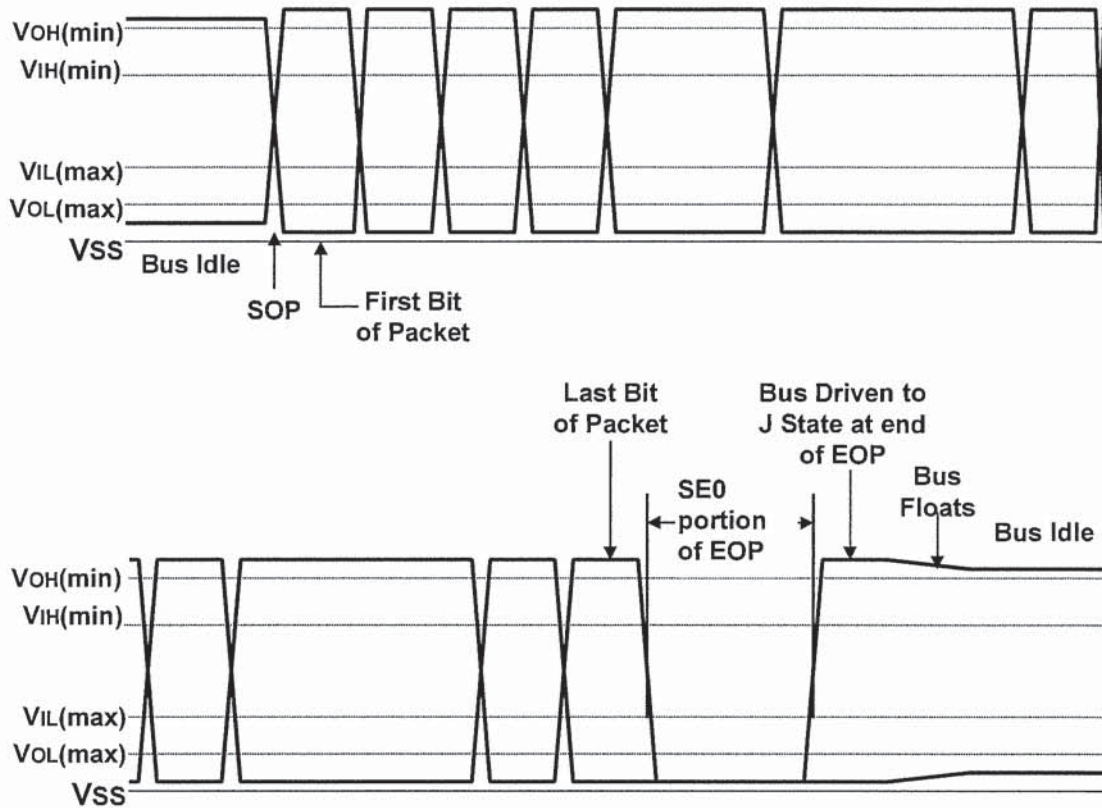 VOH(min)
VIH(min)
VIL(max)
VOL(max)
VSS
Bus Idle
SOP
First Bit
of Packet
Last Bit
of Packet
Bus Driven to
J State at end
of EOP
SE0
portion
of EOP
Bus
Floats
Bus Idle
VOH(min)
VIH(min)
VIL(max)
VOL(max)
VSS